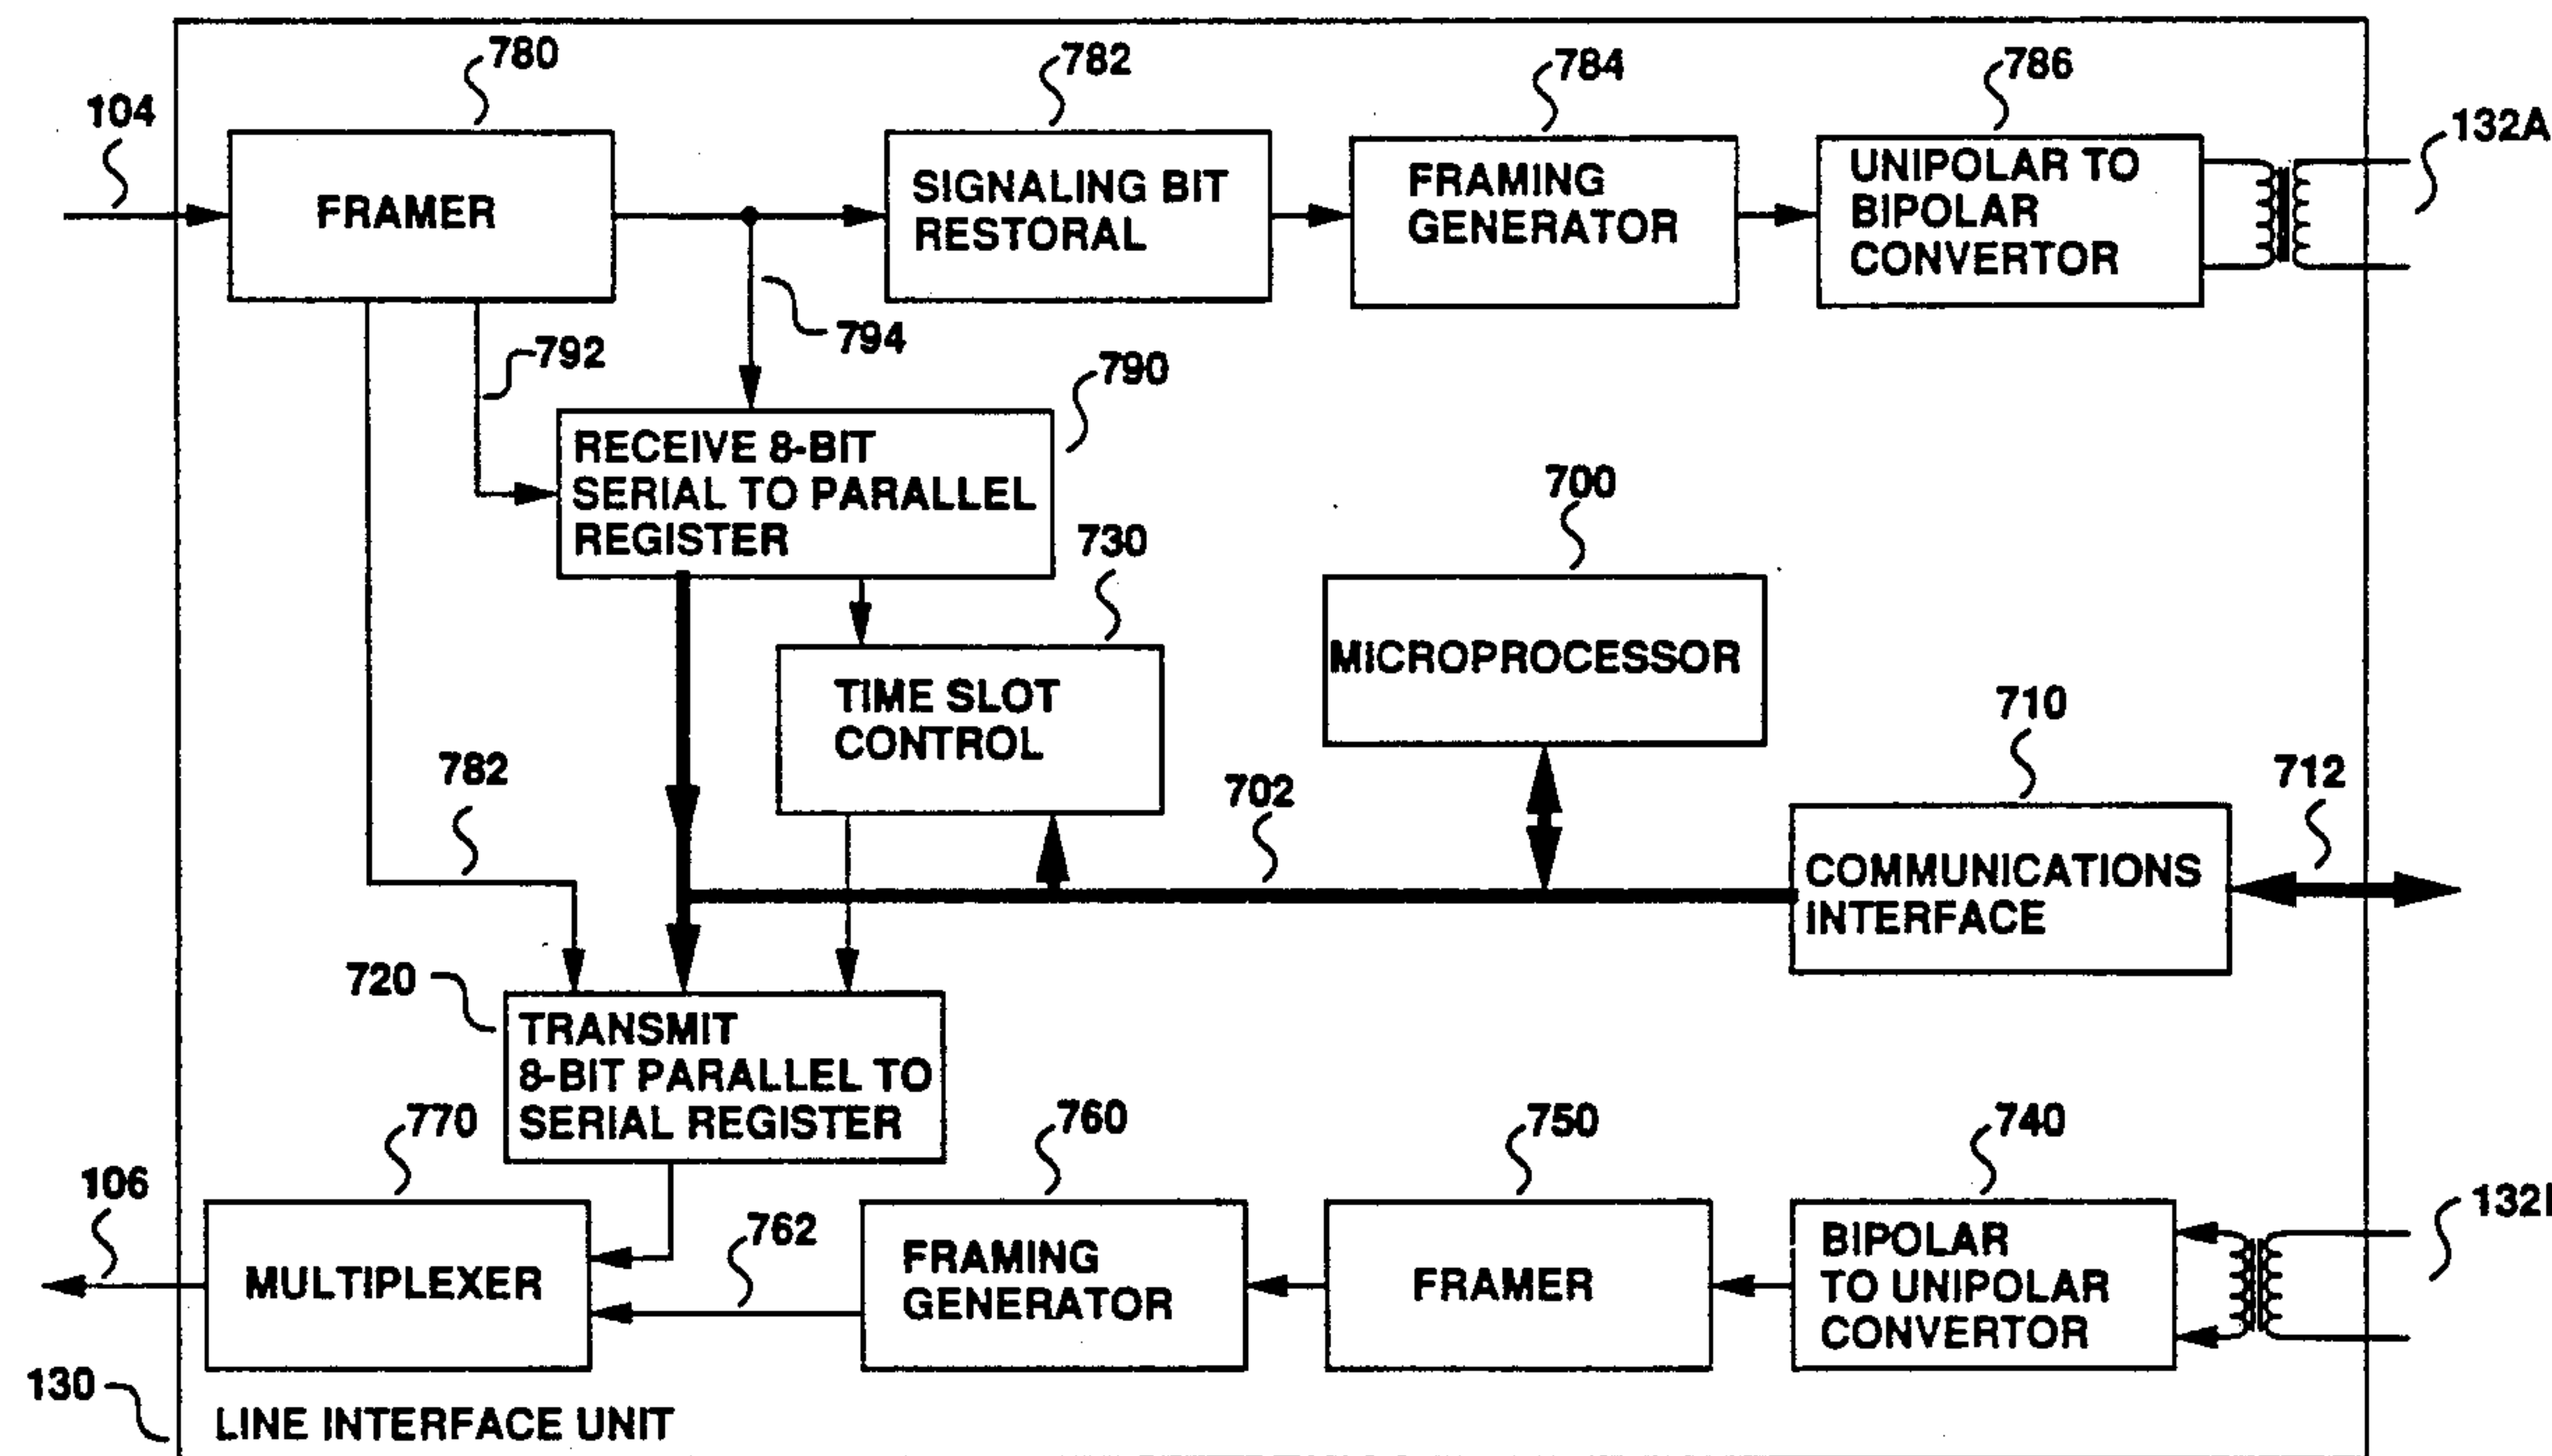 780
782
784
786
104
132A
FRAMER
SIGNALING BIT
RESTORAL
FRAMING
GENERATOR
UNIPOLAR TO
BIPOLAR
CONVERTOR
792
794
790
RECEIVE 8-BIT
SERIAL TO PARALLEL
REGISTER
730
700
TIME SLOT
CONTROL
MICROPROCESSOR
710
782
702
712
COMMUNICATIONS
INTERFACE
720
TRANSMIT
8-BIT PARALLEL TO
SERIAL REGISTER
770
760
750
740
106
762
132
MULTIPLEXER
FRAMING
GENERATOR
FRAMER
BIPOLAR
TO UNIPOLAR
CONVERTOR
130
LINE INTERFACE UNIT